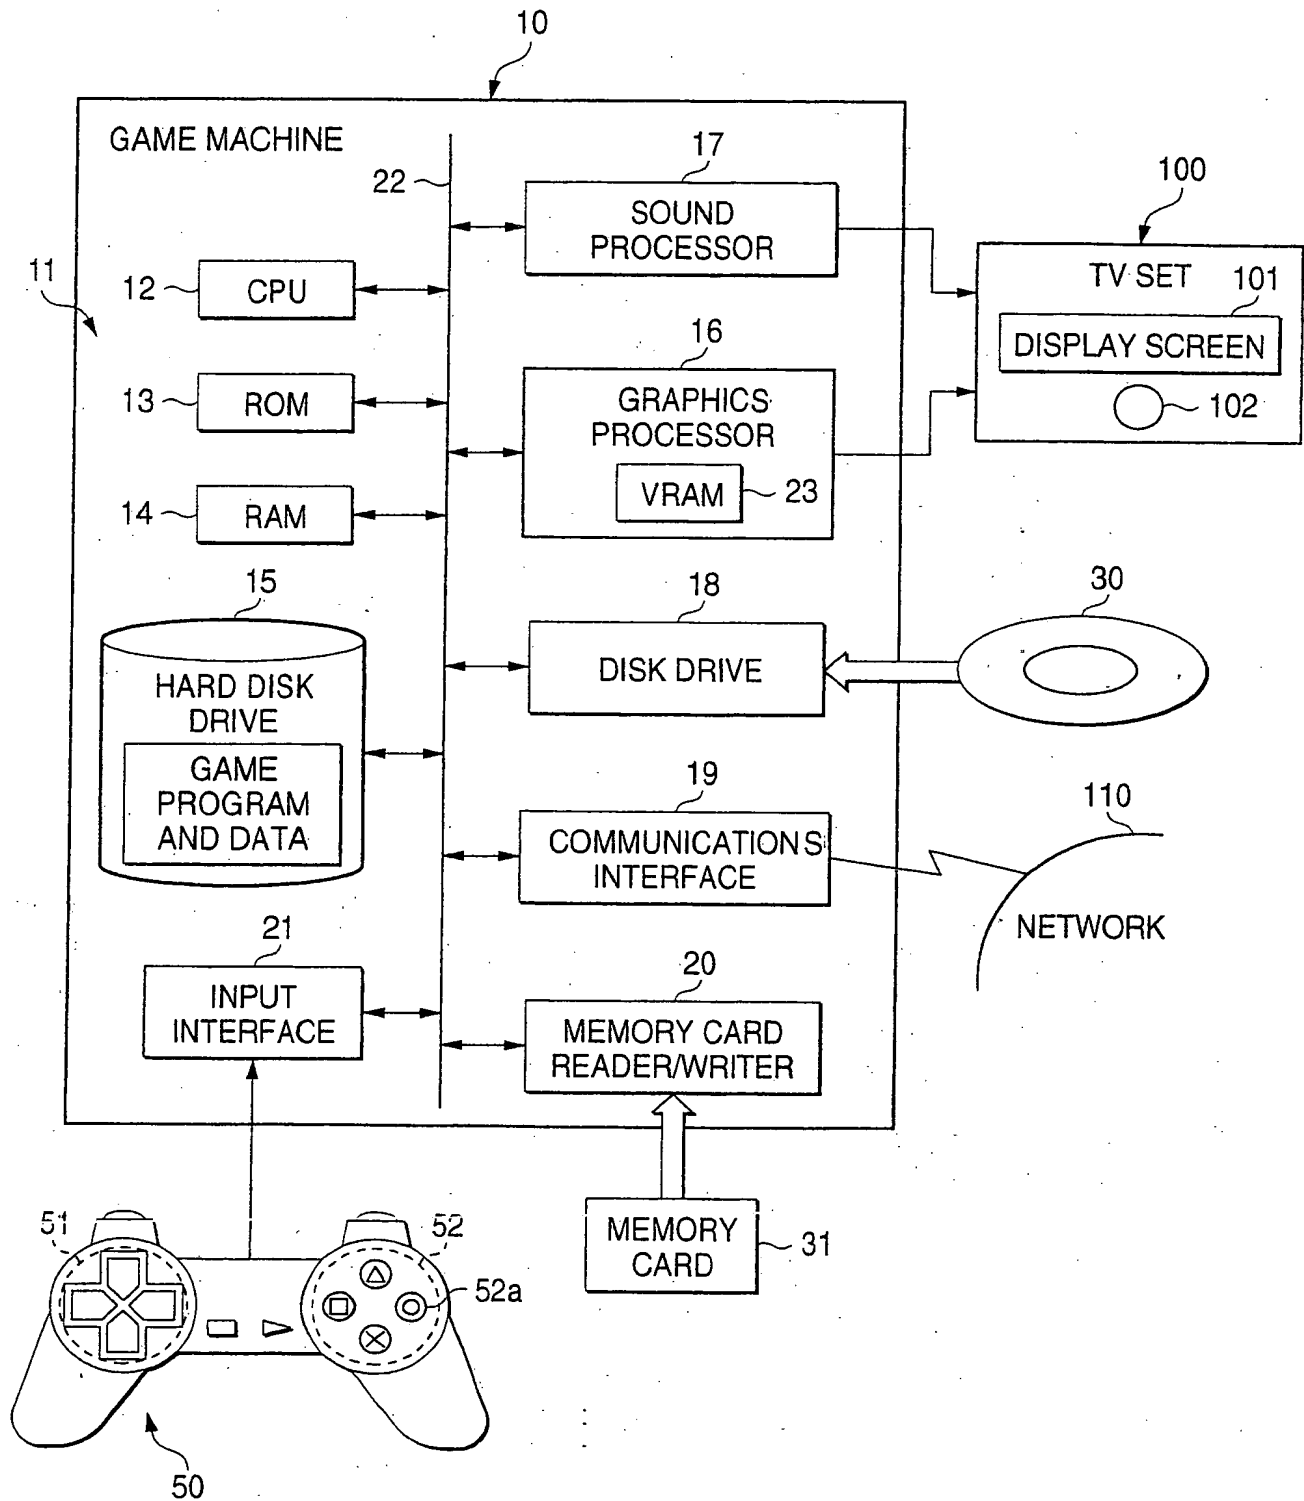 10
GAME MACHINE
22
17
SOUND
PROCESSOR
100
TV SET
101
DISPLAY SCREEN
102
11
12
CPU
16
GRAPHICS
PROCESSOR
VRAM
23
13
ROM
14
RAM
15
HARD DISK
DRIVE
GAME
PROGRAM
AND DATA
18
DISK DRIVE
30
19
COMMUNICATIONS
INTERFACE
110
NETWORK
21
INPUT
INTERFACE
20
MEMORY CARD
READER/WRITER
MEMORY
CARD
31
51
52
52a
50